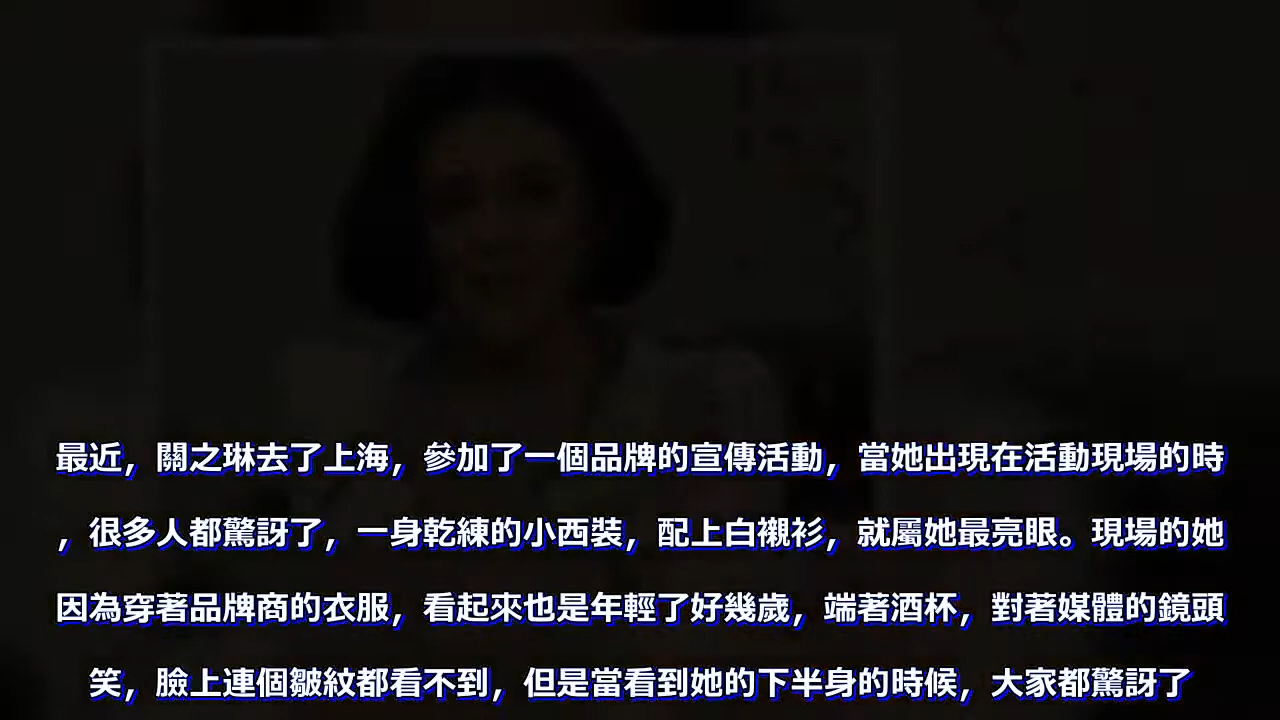 最近，關之琳去了上海，參加了一個品牌的宣傳活動，當她出現在活動現場的時
，很多人都驚訝了，一身乾練的小西裝，配上白襯衫，就屬她最亮眼。現場的她
因為穿著品牌商的衣服，看起來也是年輕了好幾歲，端著酒杯，對著媒體的鏡頭
笑，臉上連個皺紋都看不到，但是當看到她的下半身的時候，大家都驚訝了